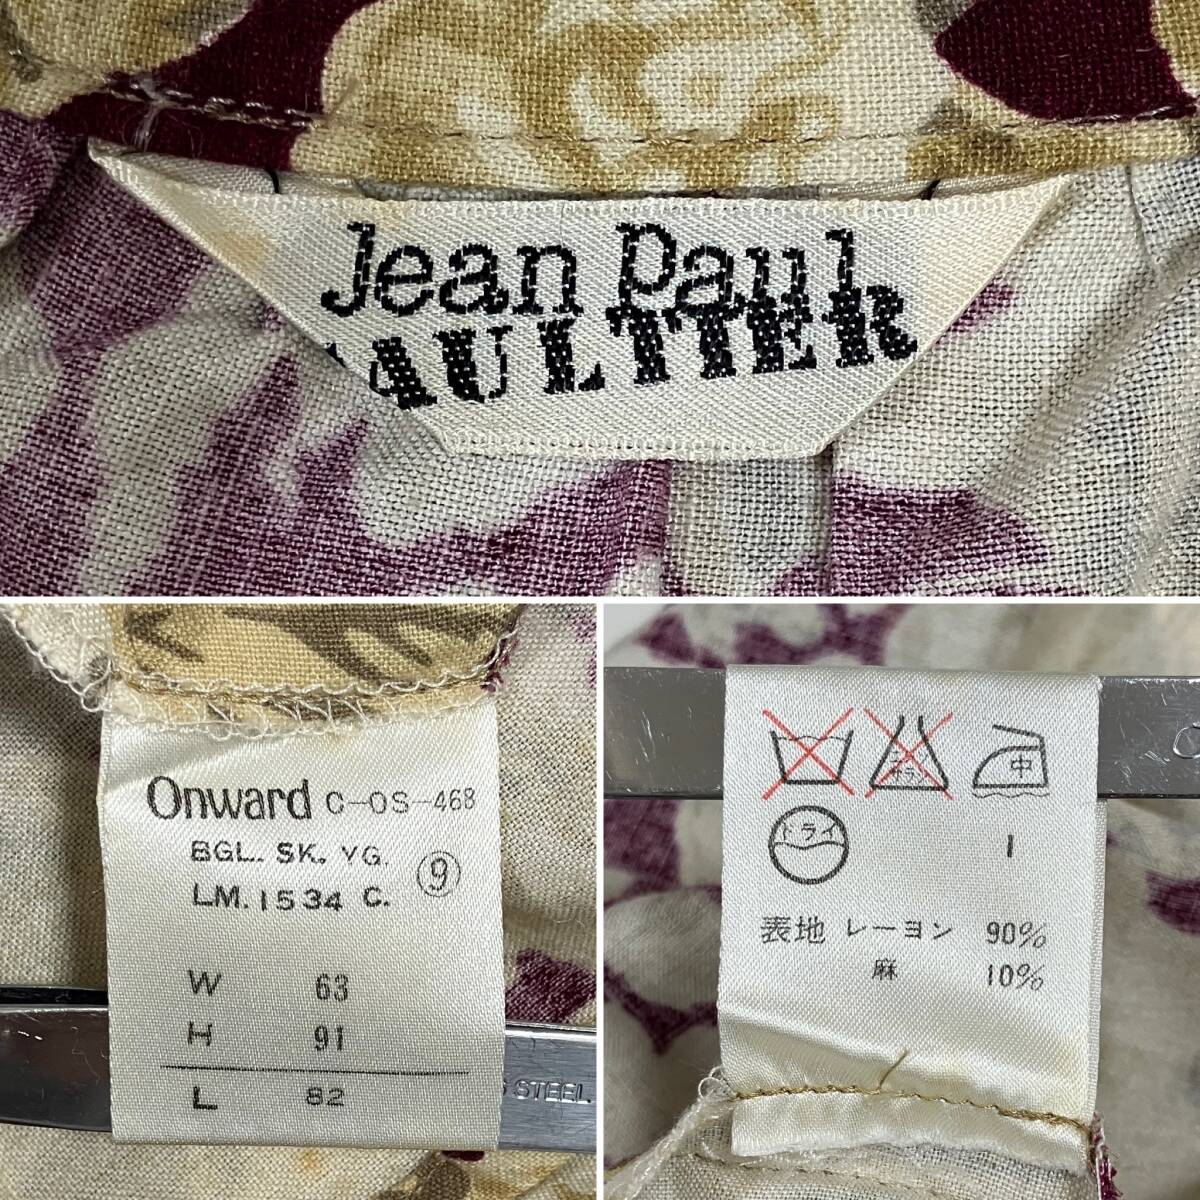 Jean Paul
AULTIER
Onward C-OS-468
BGL. SK. YG.
LM. 1534 C. ⑨
W 63
H 91
L 82
STEEL
中
ドライ 1
表地 レーヨン 90%
麻 10%